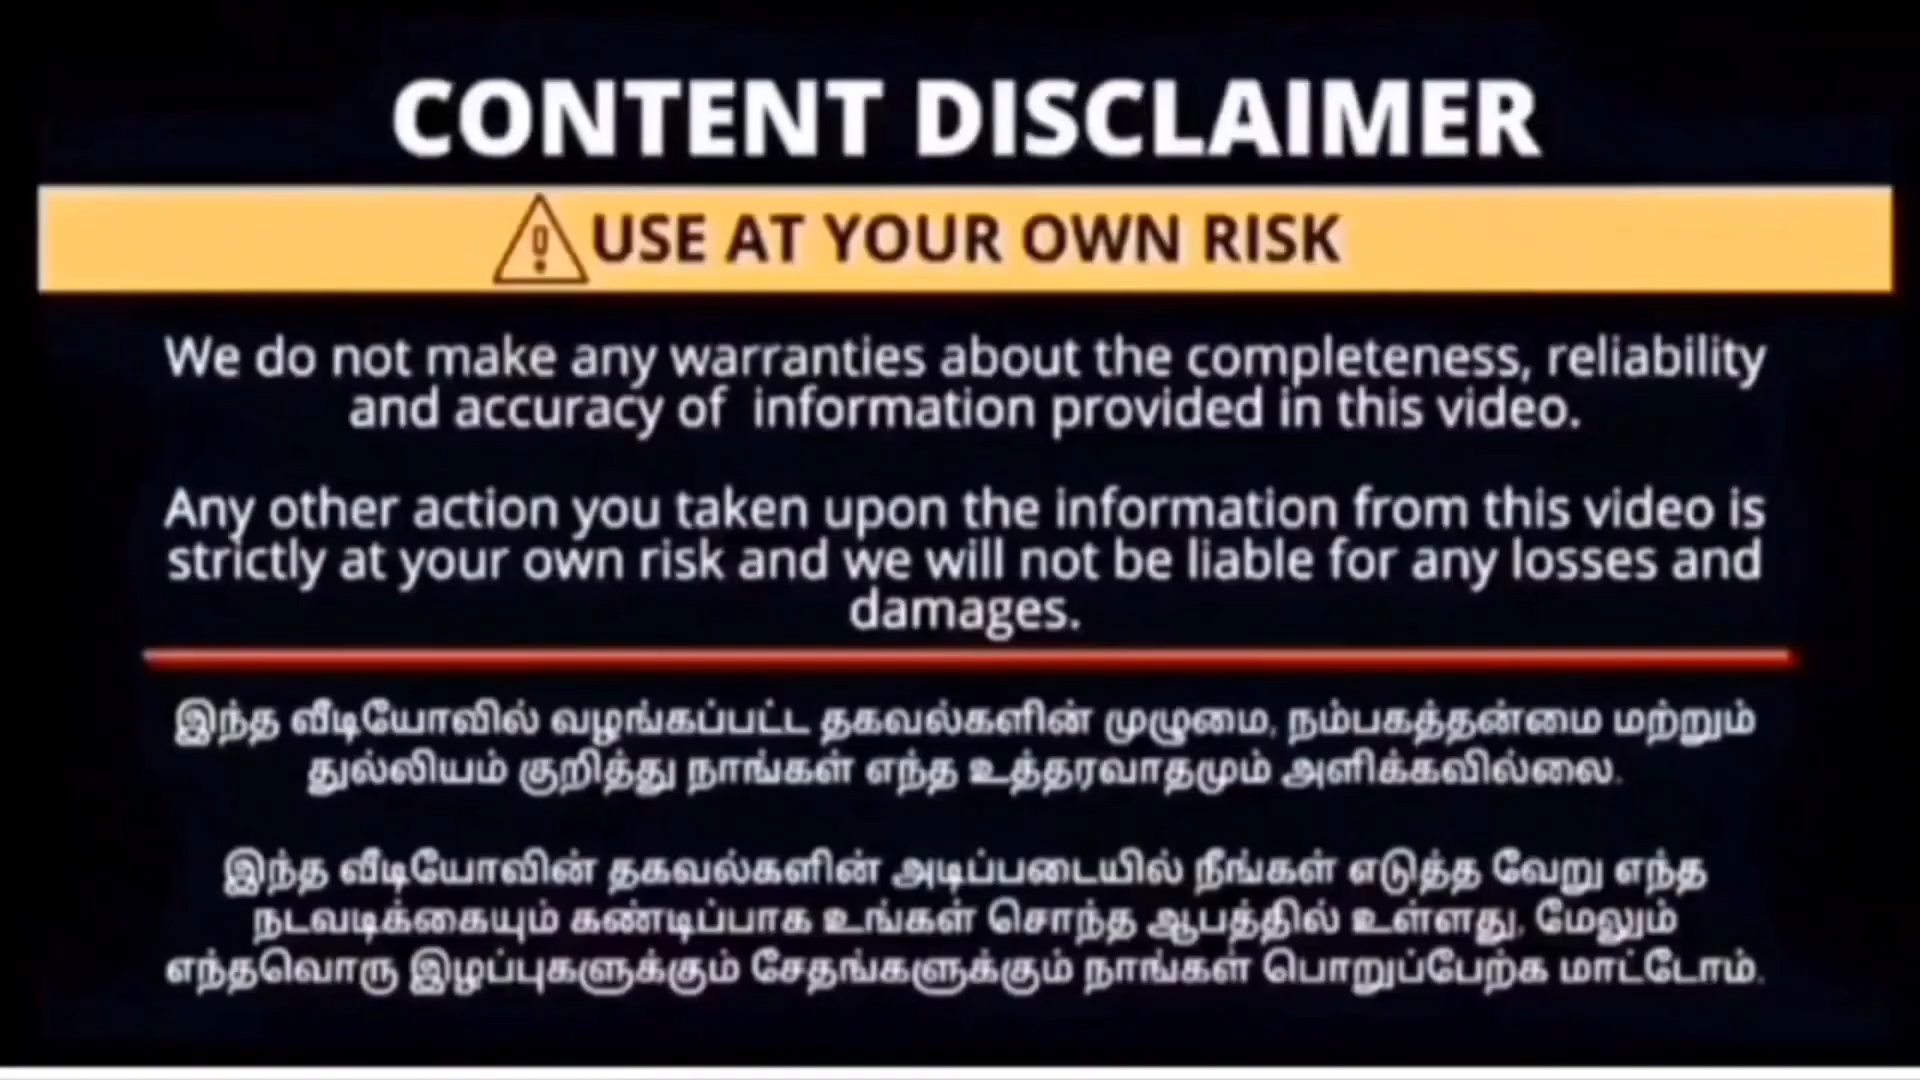 CONTENT DISCLAIMER
USE AT YOUR OWN RISK
We do not make any warranties about the completeness, reliability
and accuracy of information provided in this video.
Any other action you taken upon the information from this video is
strictly at your own risk and we will not be liable for any losses and
damages.
இந்த வீடியோவில் வழங்கப்பட்ட தகவல்களின் முழுமை, நம்பகத்தன்மை மற்றும்
துல்லியம் குறித்து நாங்கள் எந்த உத்தரவாதமும் அளிக்கவில்லை.
இந்த வீடியோவின் தகவல்களின் அடிப்படையில் நீங்கள் எடுத்த வேறு எந்த
நடவடிக்கையும் கண்டிப்பாக உங்கள் சொந்த ஆபத்தில் உள்ளது, மேலும்
எந்தவொரு இழப்புகளுக்கும் சேதங்களுக்கும் நாங்கள் பொறுப்பேற்க மாட்டோம்.